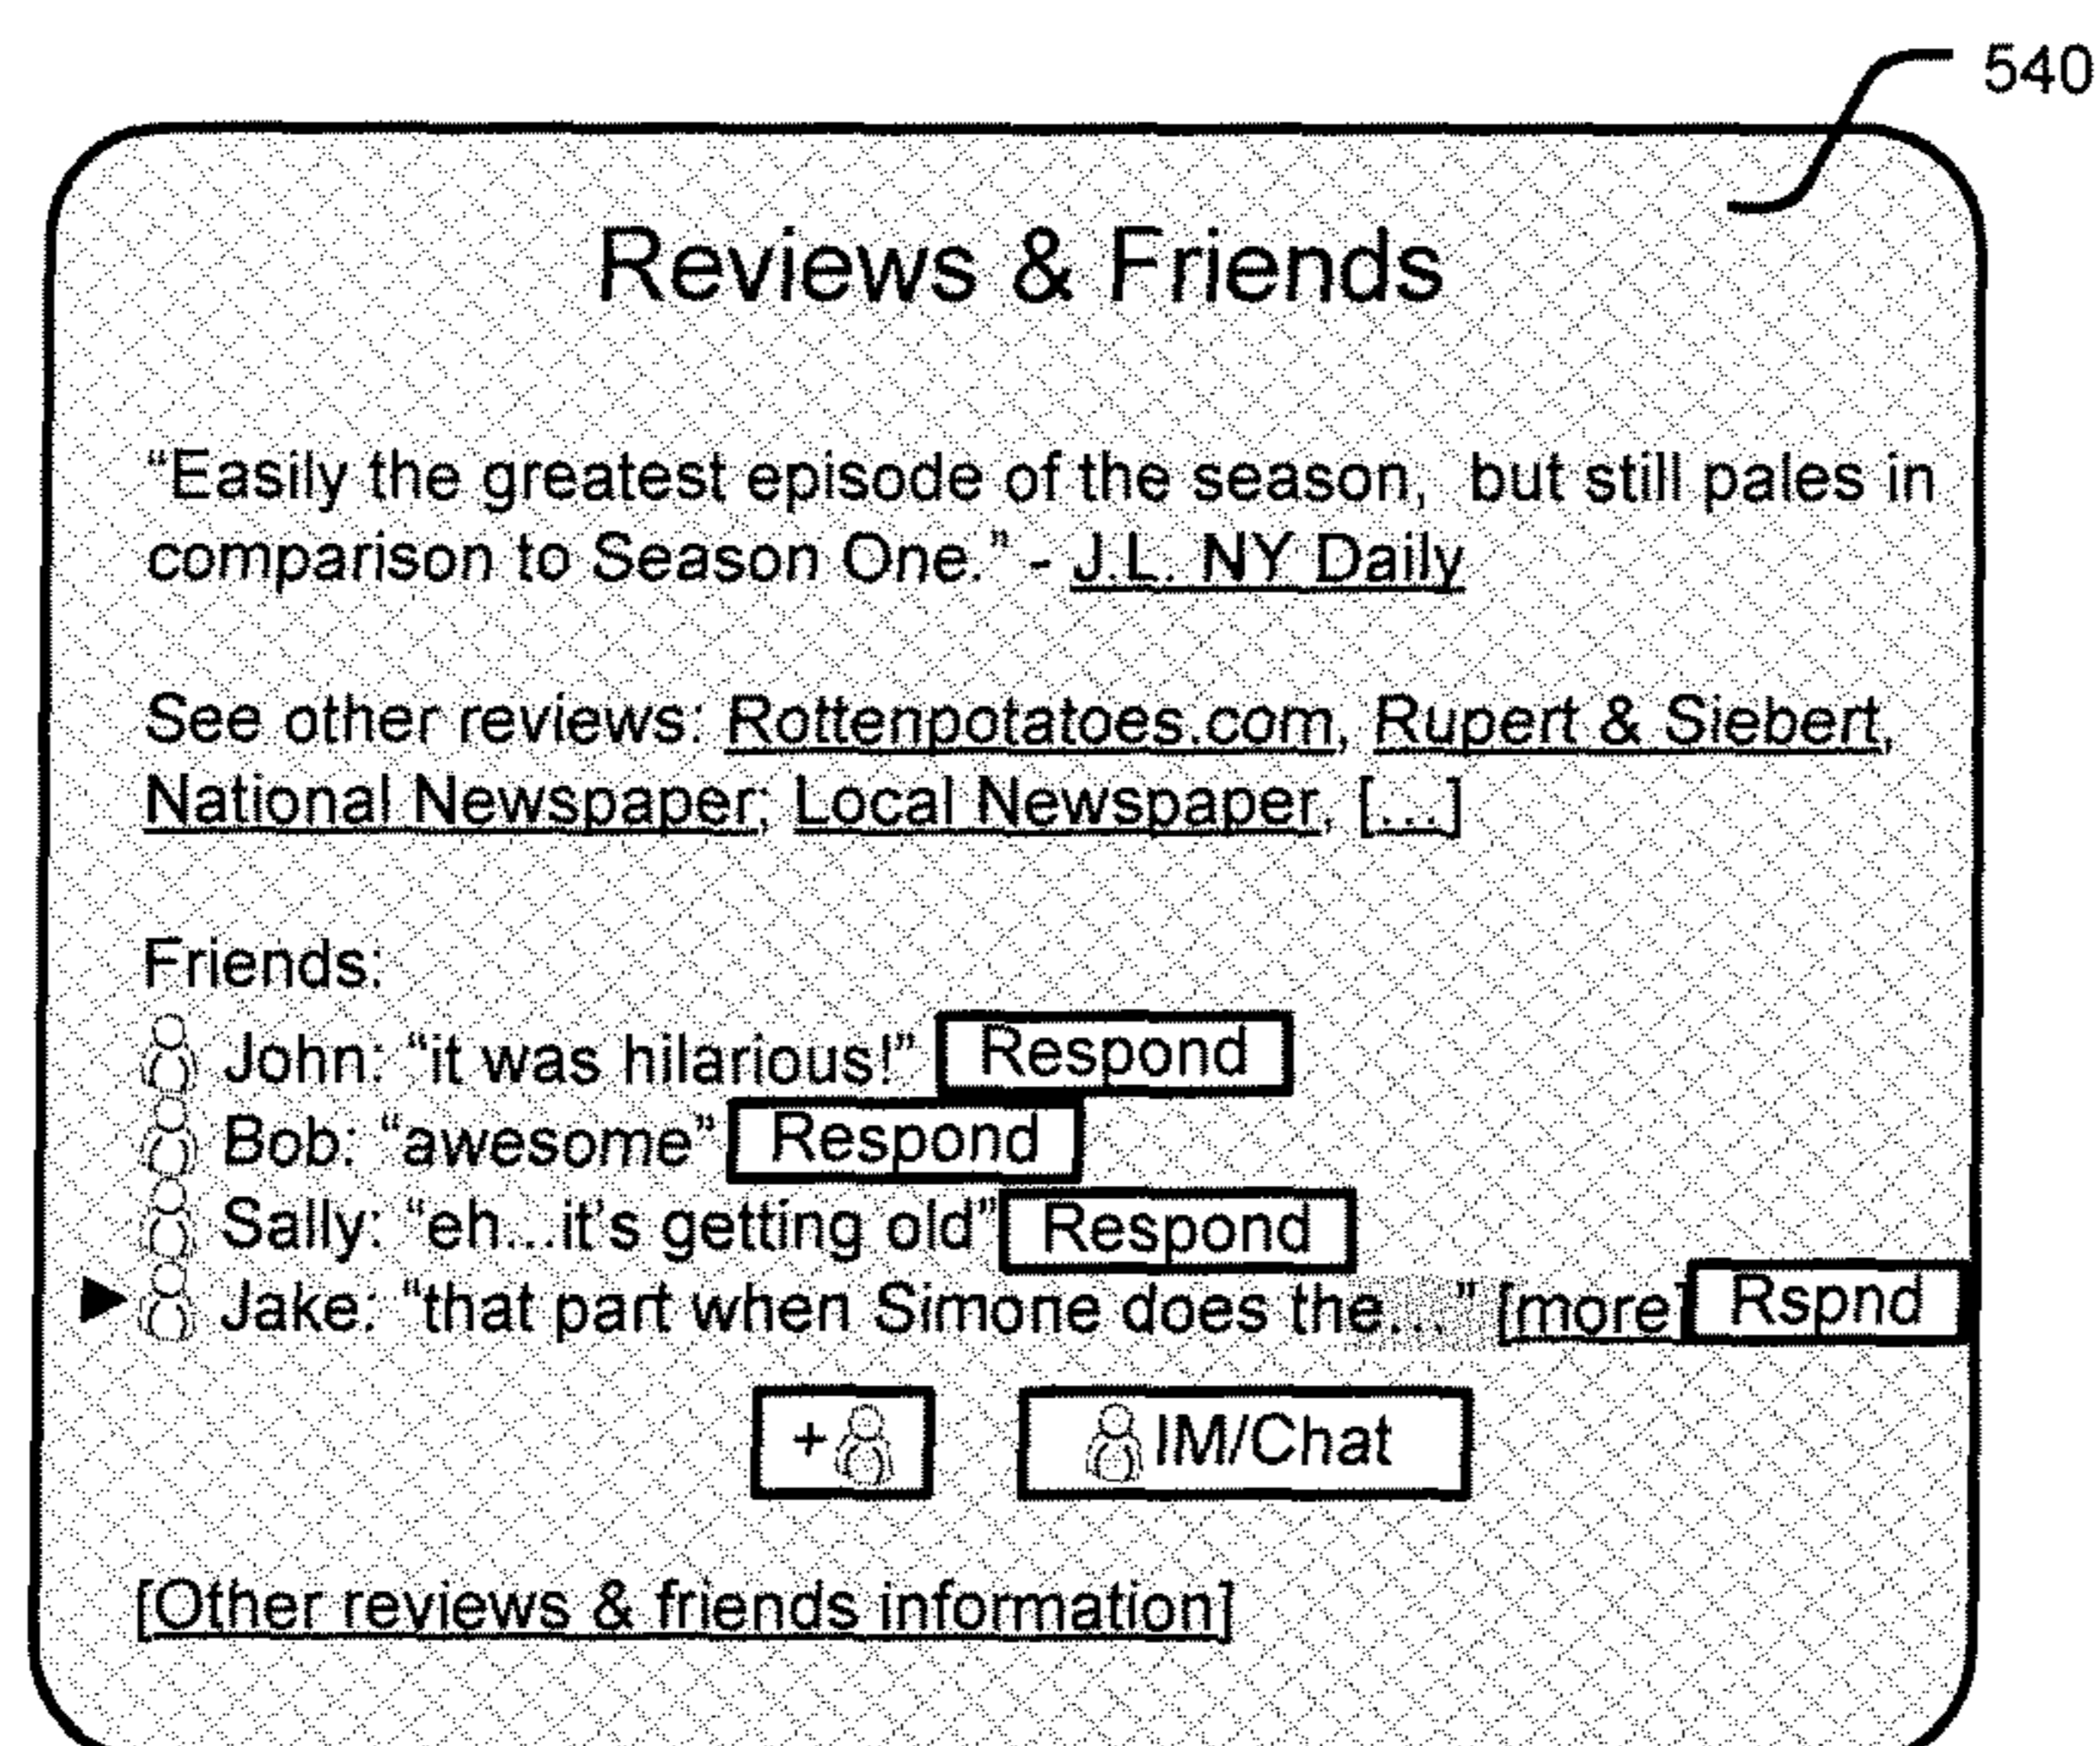 540
Reviews & Friends
“Easily the greatest episode of the season,  but still pales in
comparison to Season One.” - J.L. NY Daily
See other reviews: Rottenpotatoes.com, Rupert & Siebert,
National Newspaper, Local Newspaper, [...]
Friends:
John: “it was hilarious!” Respond
Bob: “awesome” Respond
Sally: “eh...it’s getting old” Respond
Jake: “that part when Simone does the...” [more] Rspnd
+ IM/Chat
[Other reviews & friends information]